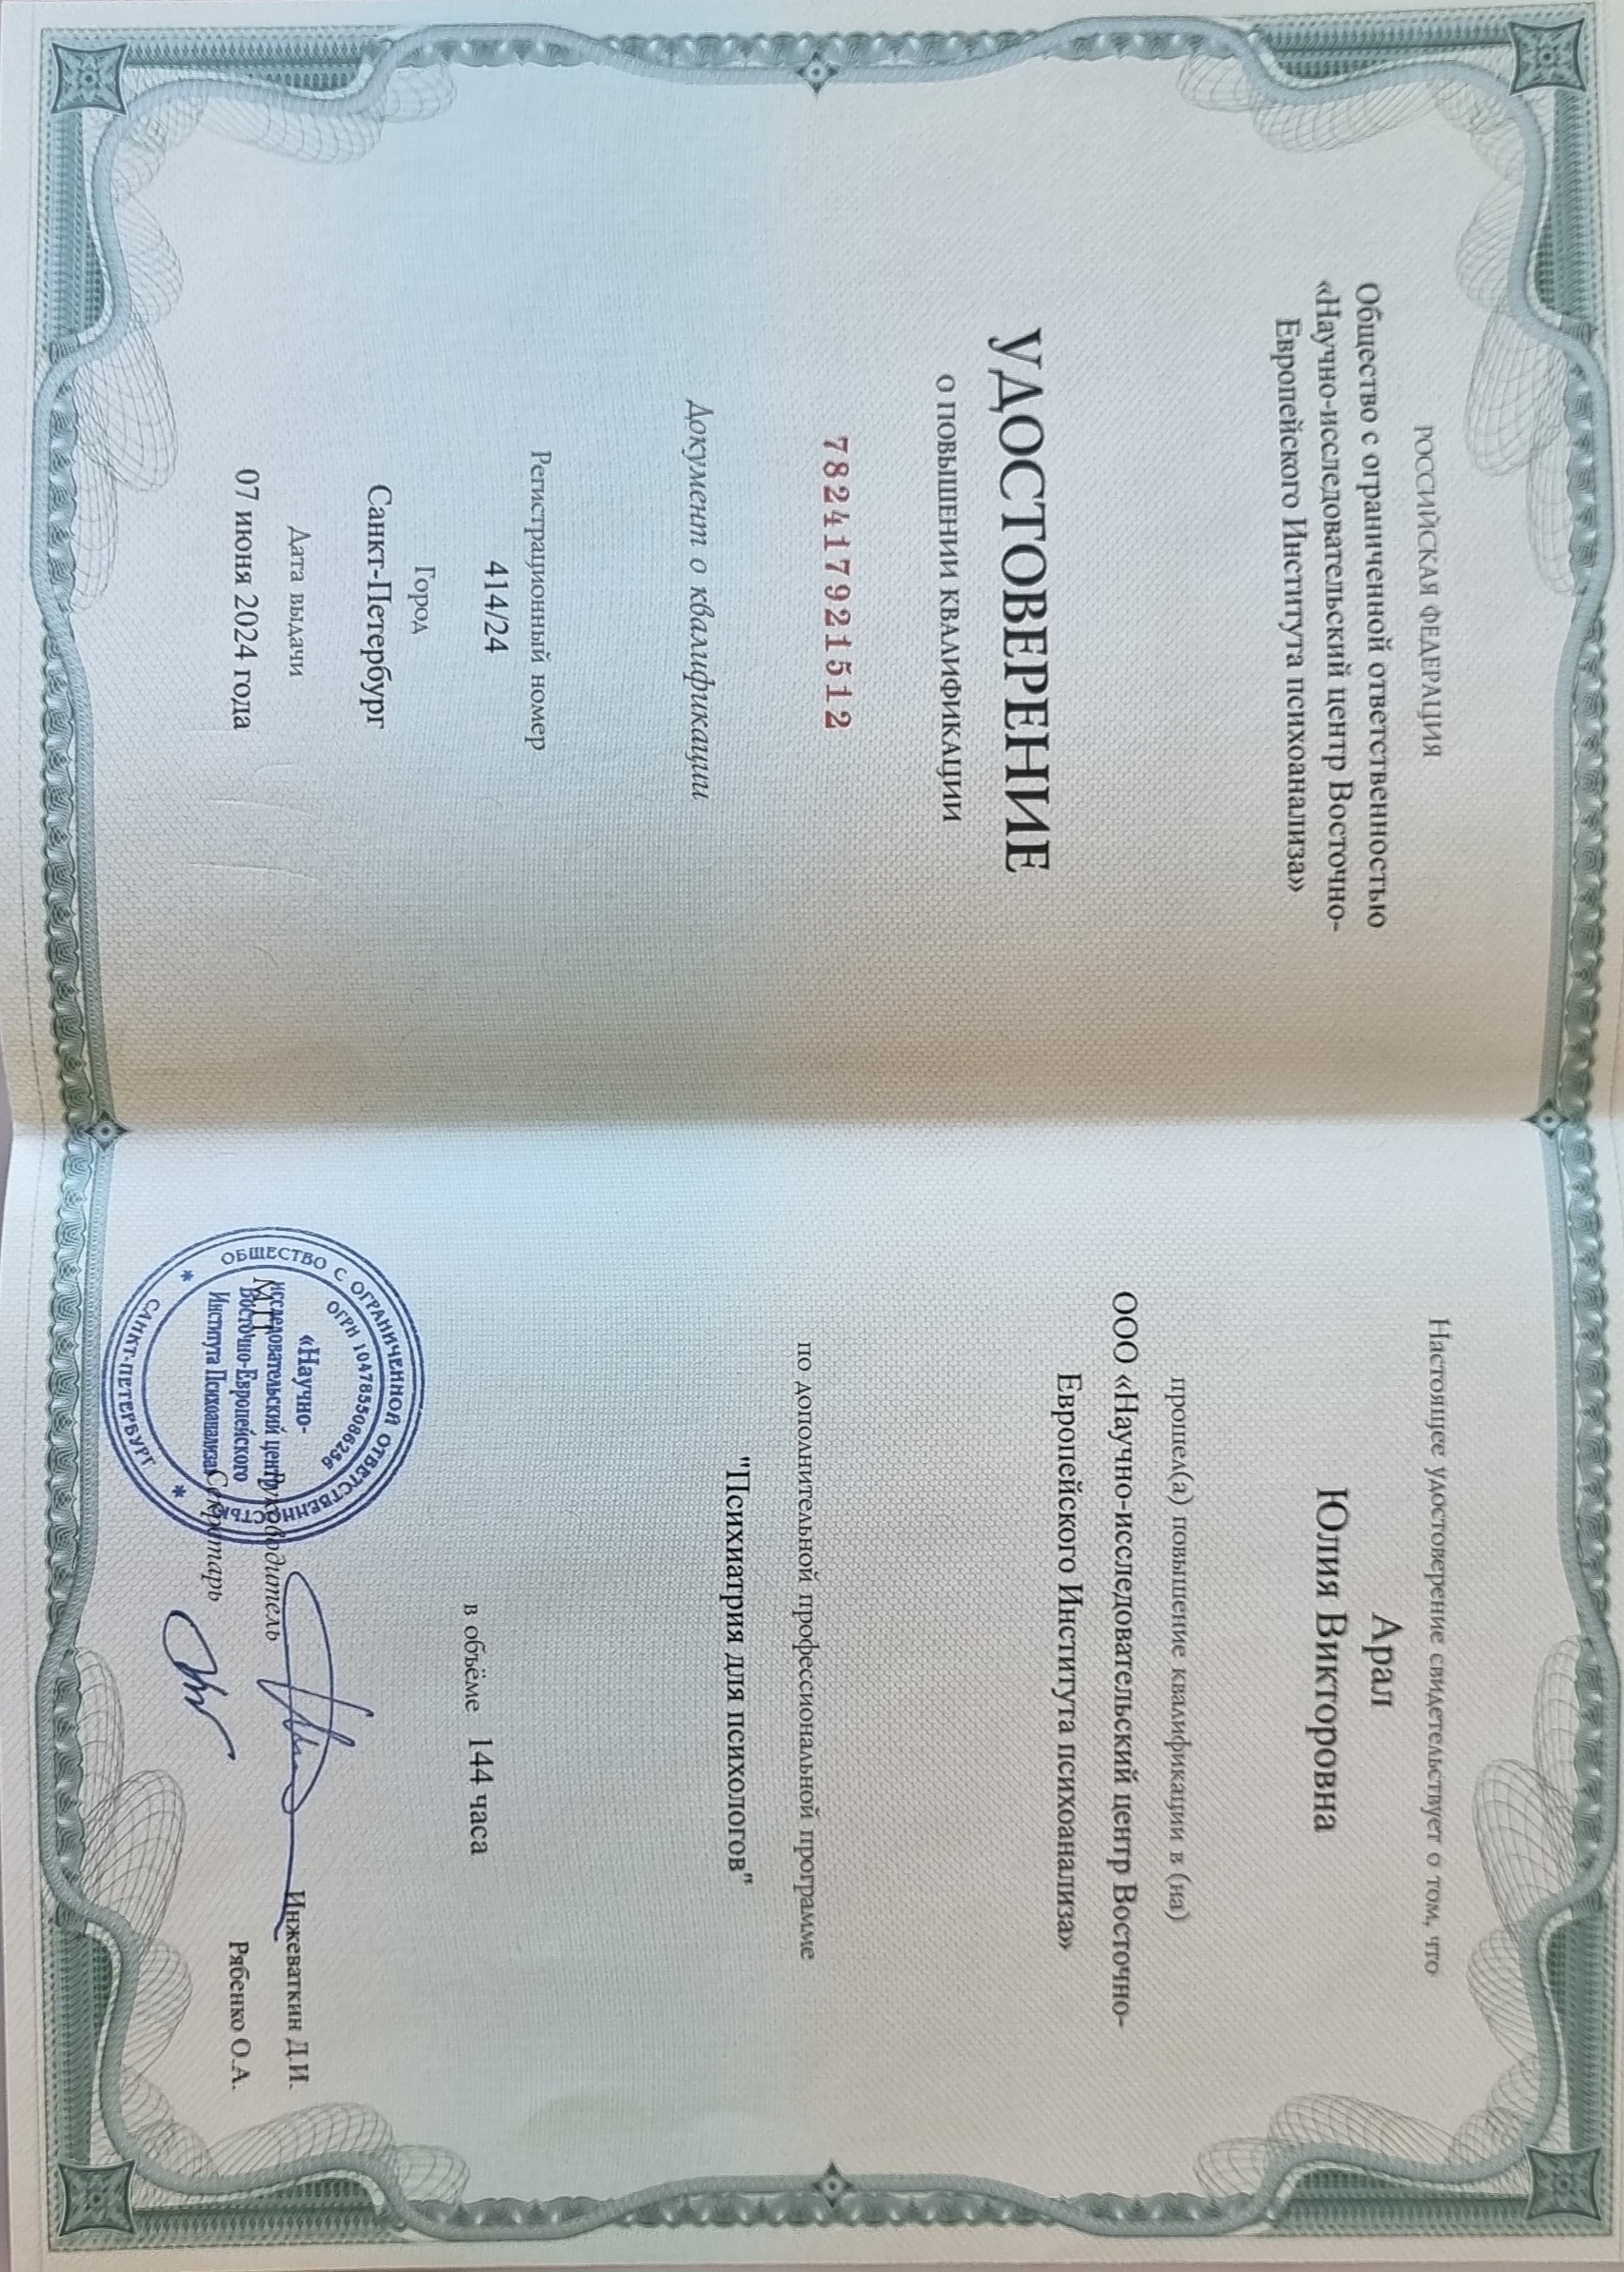 РОССИЙСКАЯ ФЕДЕРАЦИЯ
Общество с ограниченной ответственностью
«Научно-исследовательский центр Восточно-
Европейского Института психоанализа»
УДОСТОВЕРЕНИЕ
О ПОВЫШЕНИИ КВАЛИФИКАЦИИ
782417921512
Документ о квалификации
Регистрационный номер
414/24
Город
Санкт-Петербург
Дата выдачи
07 июня 2024 года
Настоящее удостоверение свидетельствует о том, что
Арал
Юлия Викторовна
прошел(а) повышение квалификации в (на)
ООО «Научно-исследовательский центр Восточно-
Европейского Института психоанализа»
по дополнительной профессиональной программе
"Психиатрия для психологов"
в объёме 144 часа
М.П.
Руководитель
Инжеваткин Д.И.
Секретарь
Рябенко О.А.
ОБЩЕСТВО С ОГРАНИЧЕННОЙ ОТВЕТСТВЕННОСТЬЮ
ОГРН 1047855086256
«Научно-
исследовательский центр
Восточно-Европейского
Института Психоанализа»
* САНКТ-ПЕТЕРБУРГ *